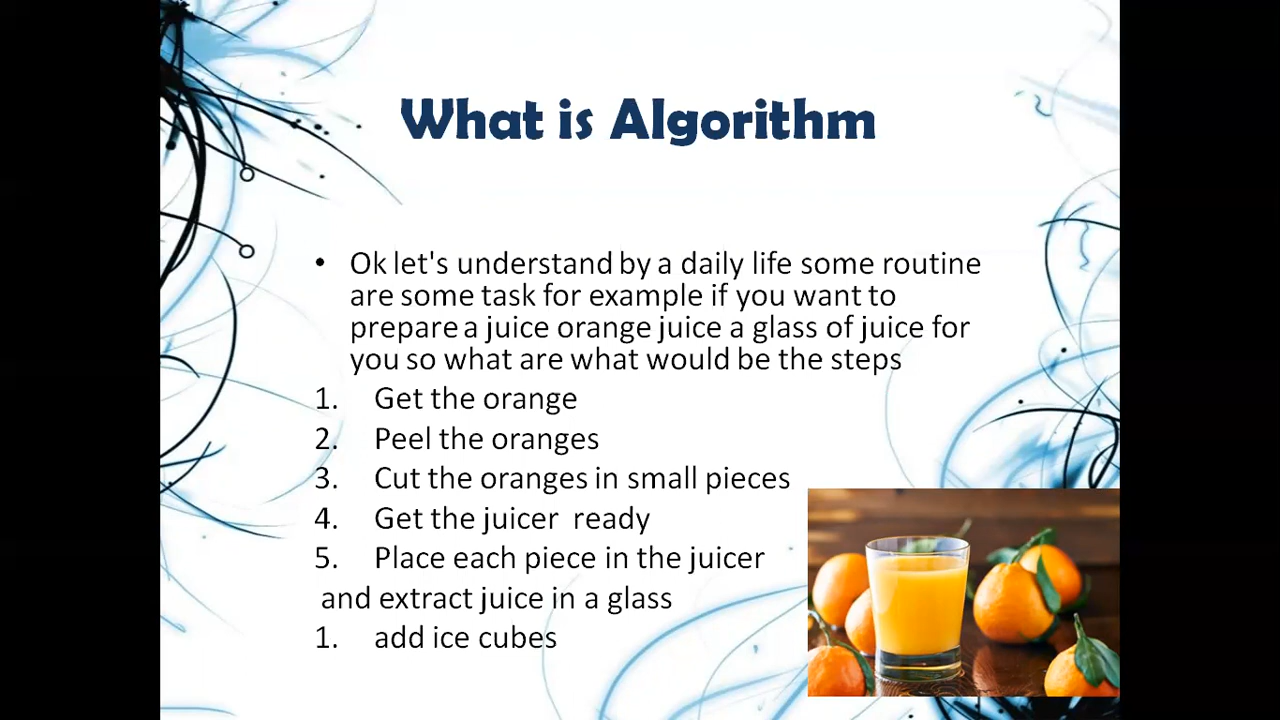 What is Algorithm
• Ok let's understand by a daily life some routine
are some task for example if you want to
prepare a juice orange juice a glass of juice for
you so what are what would be the steps
1. Get the orange
2. Peel the oranges
3. Cut the oranges in small pieces
4. Get the juicer ready
5. Place each piece in the juicer
and extract juice in a glass
1. add ice cubes